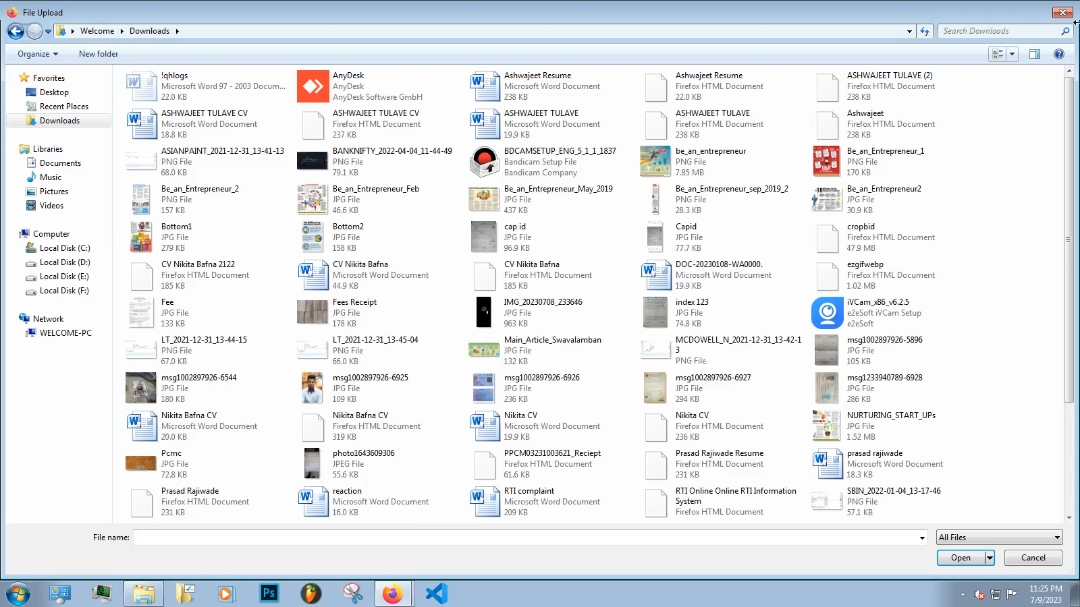 File Upload
Welcome Downloads
Search Downloads
Organize New folder
Favorites
Desktop
Recent Places
Downloads
Libraries
Documents
Music
Pictures
Videos
Computer
Local Disk (C:)
Local Disk (D:)
Local Disk (E:)
Local Disk (F:)
Network
WELCOME-PC
!qhlogs
Microsoft Word 97 - 2003 Docum...
22.0 KB
AnyDesk
AnyDesk
AnyDesk Software GmbH
Ashwajeet Resume
Microsoft Word Document
238 KB
Ashwajeet Resume
Firefox HTML Document
22.0 KB
ASHWAJEET TULAVE (2)
Firefox HTML Document
238 KB
ASHWAJEET TULAVE CV
Microsoft Word Document
18.8 KB
ASHWAJEET TULAVE CV
Firefox HTML Document
237 KB
ASHWAJEET TULAVE
Microsoft Word Document
19.9 KB
ASHWAJEET TULAVE
Firefox HTML Document
238 KB
Ashwajeet
Firefox HTML Document
238 KB
ASIANPAINT_2021-12-31_13-41-13
PNG File
68.0 KB
BANKNIFTY_2022-04-04_11-44-49
PNG File
79.1 KB
BDCAMSETUP_ENG_5_1_1_1837
Bandicam Setup File
Bandicam Company
be_an_entrepreneur
PNG File
7.85 MB
Be_an_Entrepreneur_1
PNG File
170 KB
Be_an_Entrepreneur_2
PNG File
157 KB
Be_an_Entrepreneur_Feb
PNG File
46.6 KB
Be_an_Entrepreneur_May_2019
PNG File
437 KB
Be_an_Entrepreneur_sep_2019_2
PNG File
28.3 KB
Be_an_Entrepreneur2
PNG File
30.9 KB
Bottom1
JPG File
279 KB
Bottom2
JPG File
158 KB
cap id
JPG File
96.9 KB
Capid
JPG File
77.7 KB
cropbid
Firefox HTML Document
47.9 MB
CV Nikita Bafna 2122
Firefox HTML Document
185 KB
CV Nikita Bafna
Microsoft Word Document
44.9 KB
CV Nikita Bafna
Firefox HTML Document
185 KB
DOC-20230108-WA0000.
Microsoft Word Document
19.5 KB
ezgifwebp
Firefox HTML Document
1.02 MB
Fee
JPG File
133 KB
Fees Receipt
JPG File
178 KB
IMG_20230708_233646
JPG File
963 KB
index 123
JPG File
74.8 KB
iVCam_x86_v6.2.5
e2eSoft iVCam Setup
e2eSoft
LT_2021-12-31_13-44-15
PNG File
67.0 KB
LT_2021-12-31_13-45-04
PNG File
66.0 KB
Main_Article_Swavalamban
JPG File
132 KB
MCDOWELL_N_2021-12-31_13-42-1
3
PNG File
msg1002897926-5896
JPG File
105 KB
msg1002897926-6544
JPG File
180 KB
msg1002897926-6925
JPG File
109 KB
msg1002897926-6926
JPG File
236 KB
msg1002897926-6927
JPG File
294 KB
msg1233940789-6928
JPG File
286 KB
Nikita Bafna CV
Microsoft Word Document
20.0 KB
Nikita Bafna CV
Firefox HTML Document
319 KB
Nikita CV
Microsoft Word Document
19.9 KB
Nikita CV
Firefox HTML Document
236 KB
NURTURING_START_UPs
JPG File
1.52 MB
Pcmc
JPG File
72.8 KB
photo1643609306
JPEG File
55.6 KB
PPCM03231003621_Reciept
Firefox HTML Document
61.6 KB
Prasad Rajiwade Resume
Firefox HTML Document
231 KB
prasad rajiwade
Microsoft Word Document
18.3 KB
Prasad Rajiwade
Firefox HTML Document
231 KB
reaction
Microsoft Word Document
16.0 KB
RTI complaint
Microsoft Word Document
209 KB
RTI Online Online RTI Information
System
Firefox HTML Document
SBIN_2022-01-04_13-17-46
PNG File
57.1 KB
File name:
All Files
Open Cancel
Ps
11:25 PM
7/9/2023